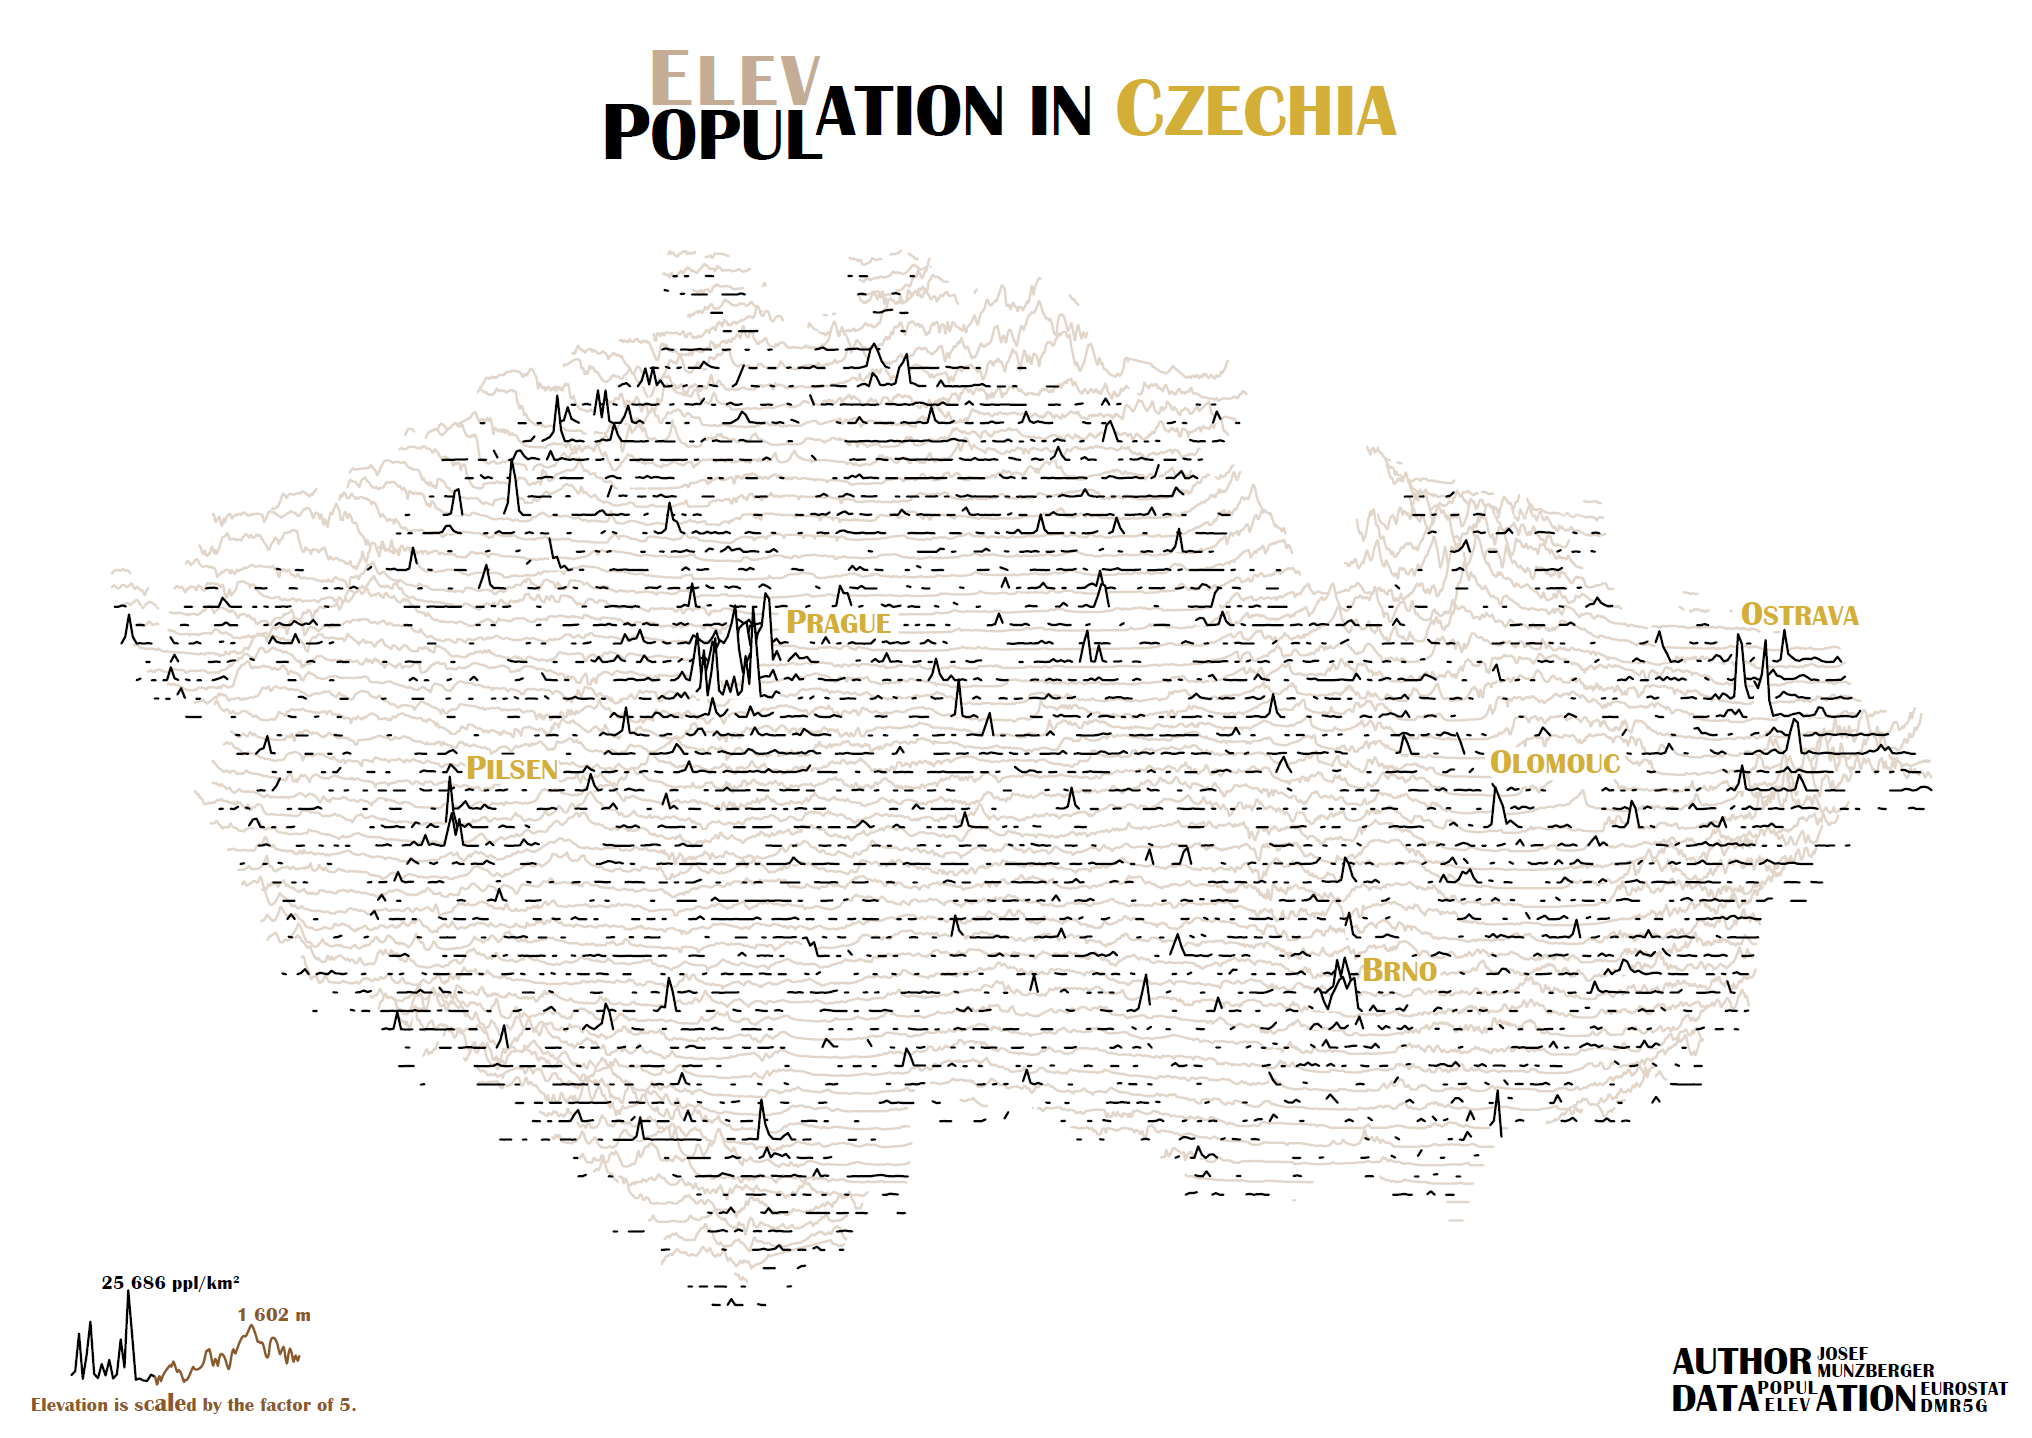 ELEV
POPULATION IN CZECHIA
PRAGUE
OSTRAVA
PILSEN
OLOMOUC
BRNO
25 686 ppl/km²
1 602 m
Elevation is scaled by the factor of 5.
AUTHOR JOSEF MUNZBERGER
DATA POPUL ELEV ATION EUROSTAT DMR5G